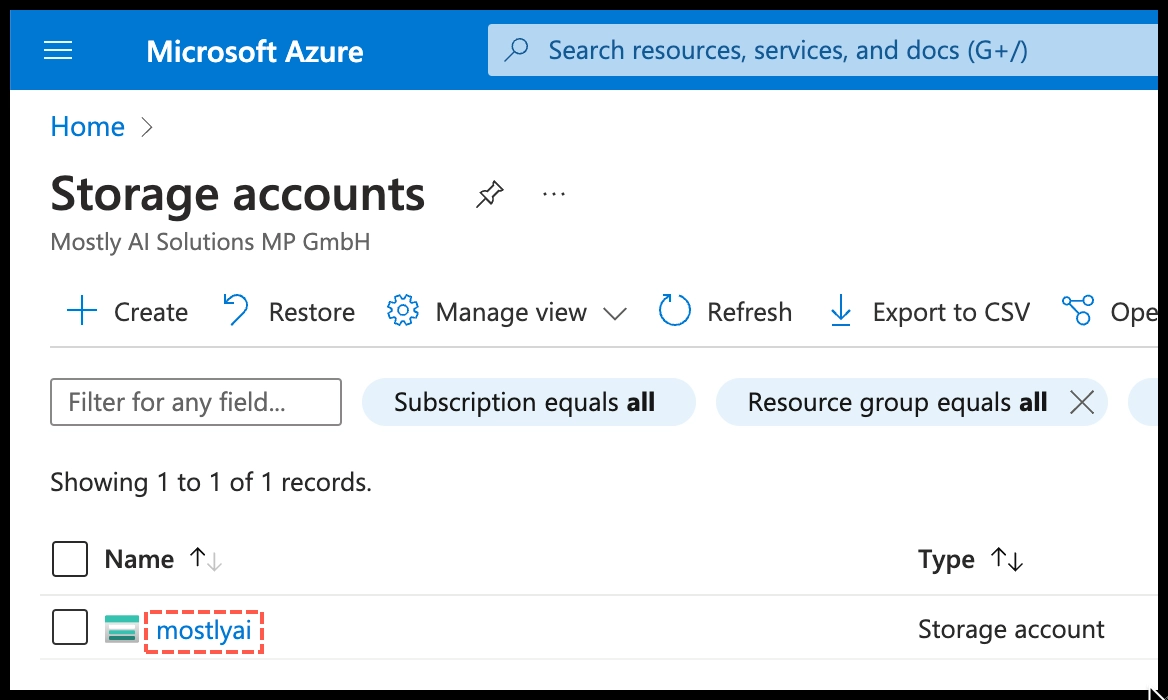 Microsoft Azure Search resources, services, and docs (G+/)
Home
Storage accounts ...
Mostly AI Solutions MP GmbH
Create Restore Manage view Refresh Export to CSV Ope
Filter for any field... Subscription equals all Resource group equals all
Showing 1 to 1 of 1 records.
Name Type
mostlyai Storage account